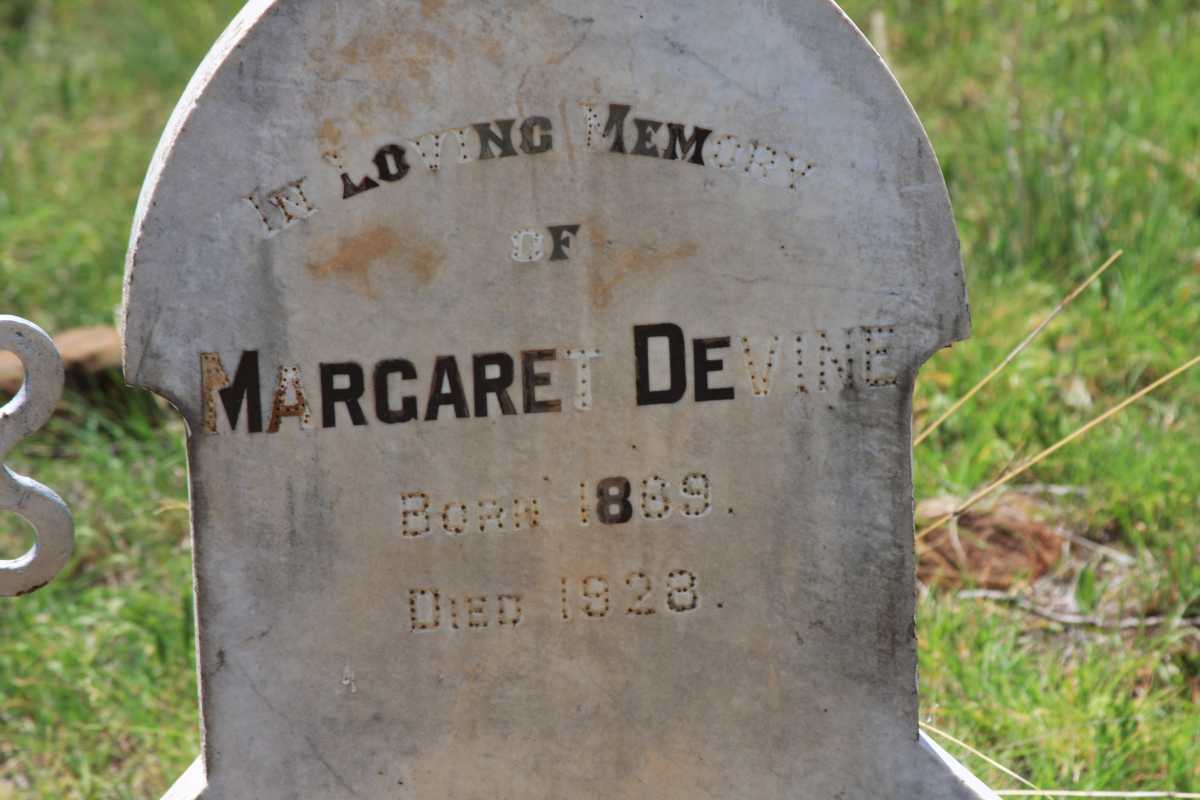 IN LOVING MEMORY
OF
MARGARET DEVINE
BORN 1869.
DIED 1928.